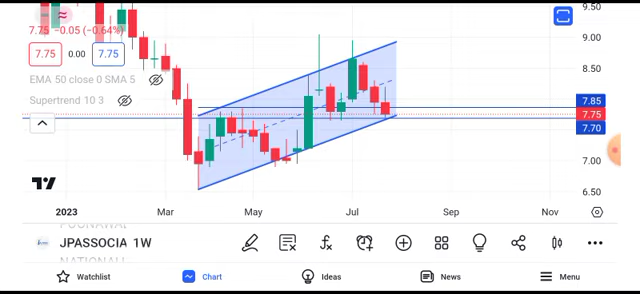 9.50
7.75 -0.05 (-0.64%)
9.00
7.75 0.00 7.75
8.50
EMA 50 close 0 SMA 5
Supertrend 10 3
7.85
7.75
7.70
7.00
6.50
2023 Mar May Jul Sep Nov
JPASSOCIA 1W
Watchlist Chart Ideas News Menu